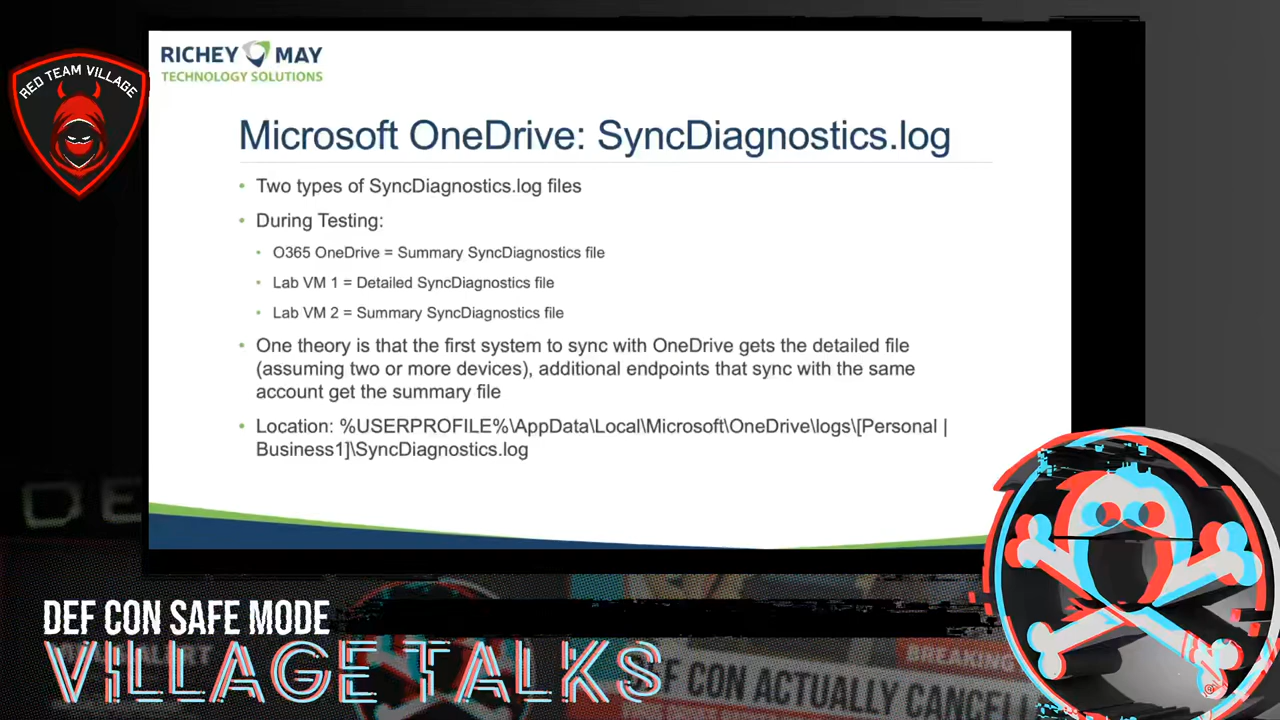 RED TEAM VILLAGE
RICHEY MAY
TECHNOLOGY SOLUTIONS
Microsoft OneDrive: SyncDiagnostics.log
• Two types of SyncDiagnostics.log files
• During Testing:
• O365 OneDrive = Summary SyncDiagnostics file
• Lab VM 1 = Detailed SyncDiagnostics file
• Lab VM 2 = Summary SyncDiagnostics file
• One theory is that the first system to sync with OneDrive gets the detailed file
(assuming two or more devices), additional endpoints that sync with the same
account get the summary file
• Location: %USERPROFILE%\AppData\Local\Microsoft\OneDrive\logs\[Personal |
Business1]\SyncDiagnostics.log
DEF CON SAFE MODE
VILLAGE TALKS
DEF CON ACTUALLY CANCELL